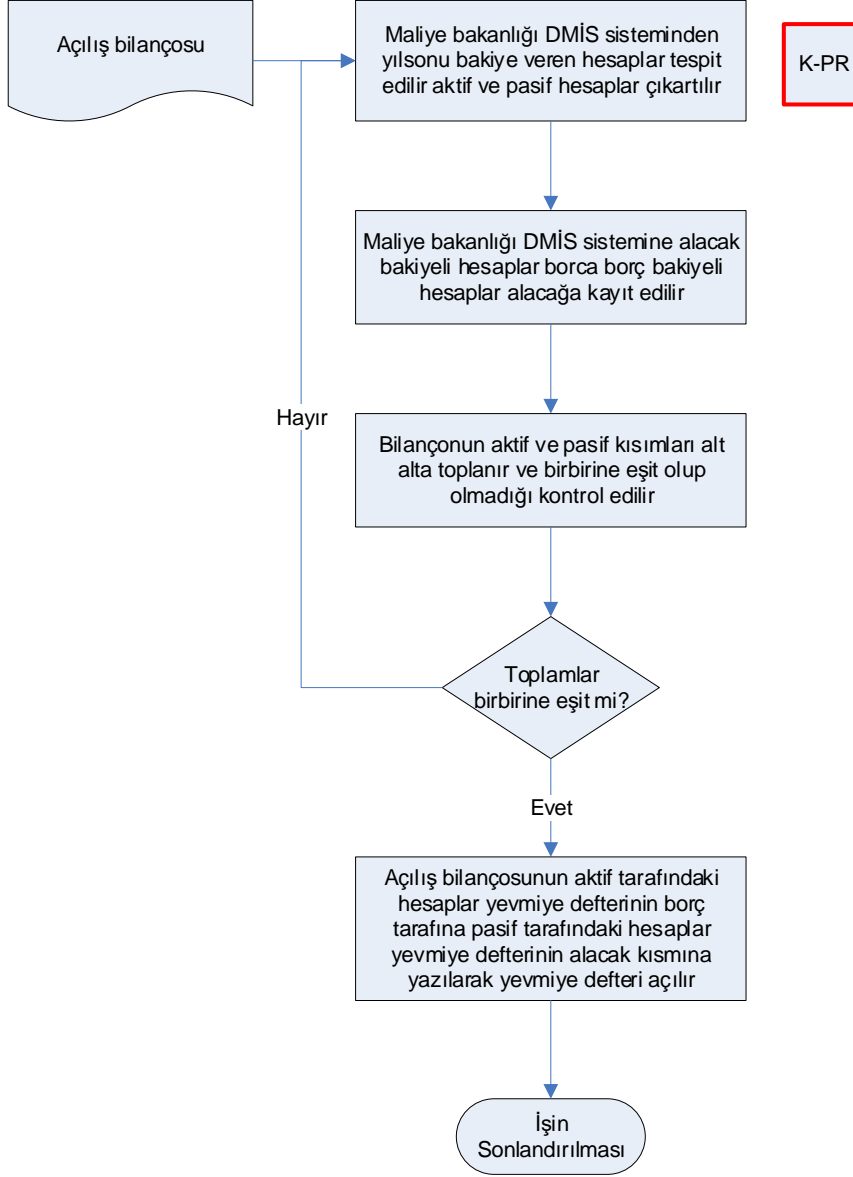 Açılış bilançosu
Maliye bakanlığı DMİS sisteminden
yılsonu bakiye veren hesaplar tespit
edilir aktif ve pasif hesaplar çıkartılır
K-PR
Maliye bakanlığı DMİS sistemine alacak
bakiyeli hesaplar borca borç bakiyeli
hesaplar alacağa kayıt edilir
Hayır
Bilançonun aktif ve pasif kısımları alt
alta toplanır ve birbirine eşit olup
olmadığı kontrol edilir
Toplamlar
birbirine eşit mi?
Evet
Açılış bilançosunun aktif tarafındaki
hesaplar yevmiye defterinin borç
tarafına pasif tarafındaki hesaplar
yevmiye defterinin alacak kısmına
yazılarak yevmiye defteri açılır
İşin
Sonlandırılması